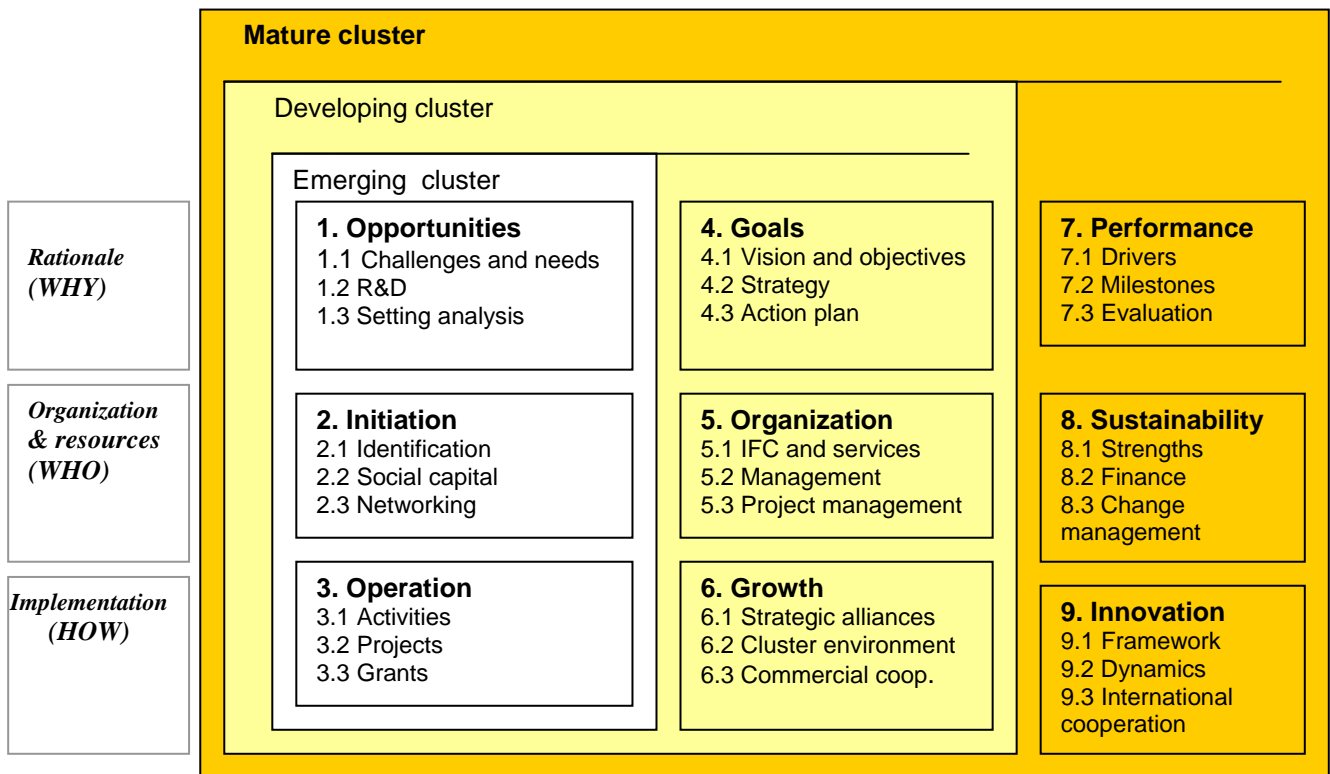 Mature cluster
Developing cluster
Emerging cluster
Rationale
(WHY)
1. Opportunities
1.1 Challenges and needs
1.2 R&D
1.3 Setting analysis
4. Goals
4.1 Vision and objectives
4.2 Strategy
4.3 Action plan
7. Performance
7.1 Drivers
7.2 Milestones
7.3 Evaluation
Organization
& resources
(WHO)
2. Initiation
2.1 Identification
2.2 Social capital
2.3 Networking
5. Organization
5.1 IFC and services
5.2 Management
5.3 Project management
8. Sustainability
8.1 Strengths
8.2 Finance
8.3 Change
management
Implementation
(HOW)
3. Operation
3.1 Activities
3.2 Projects
3.3 Grants
6. Growth
6.1 Strategic alliances
6.2 Cluster environment
6.3 Commercial coop.
9. Innovation
9.1 Framework
9.2 Dynamics
9.3 International
cooperation